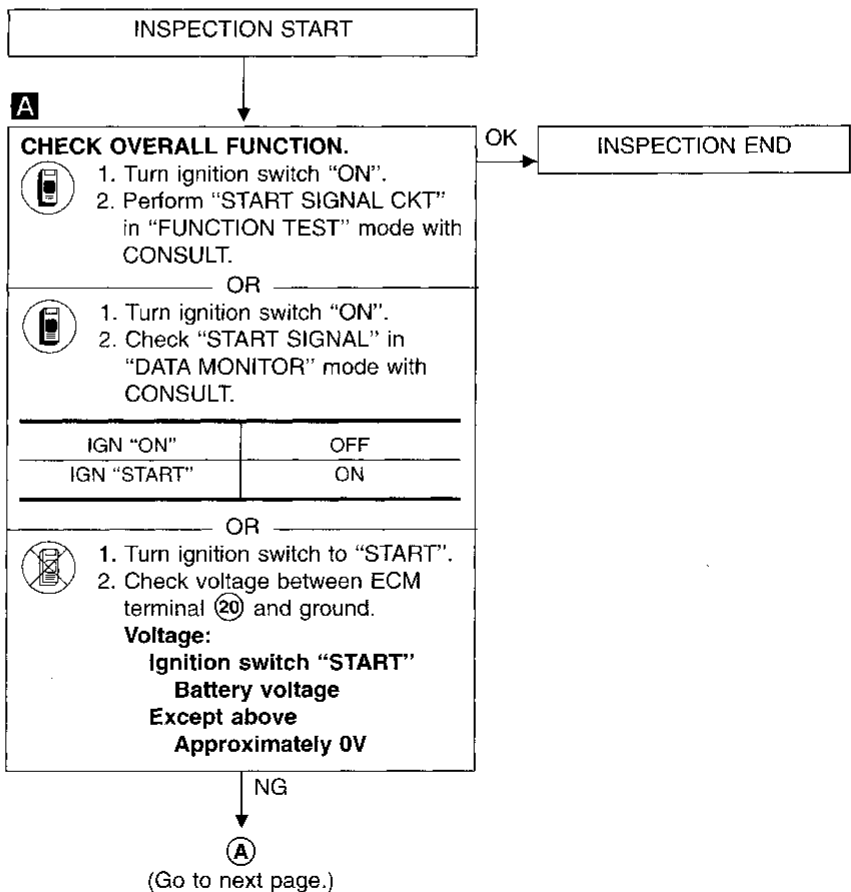 INSPECTION START
A
CHECK OVERALL FUNCTION.
1. Turn ignition switch “ON”.
2. Perform “START SIGNAL CKT”
in “FUNCTION TEST” mode with
CONSULT.
OR
1. Turn ignition switch “ON”.
2. Check “START SIGNAL” in
“DATA MONITOR” mode with
CONSULT.
IGN “ON” OFF
IGN “START” ON
OR
1. Turn ignition switch to “START”.
2. Check voltage between ECM
terminal 20 and ground.
Voltage:
Ignition switch “START”
Battery voltage
Except above
Approximately 0V
OK
INSPECTION END
NG
A
(Go to next page.)